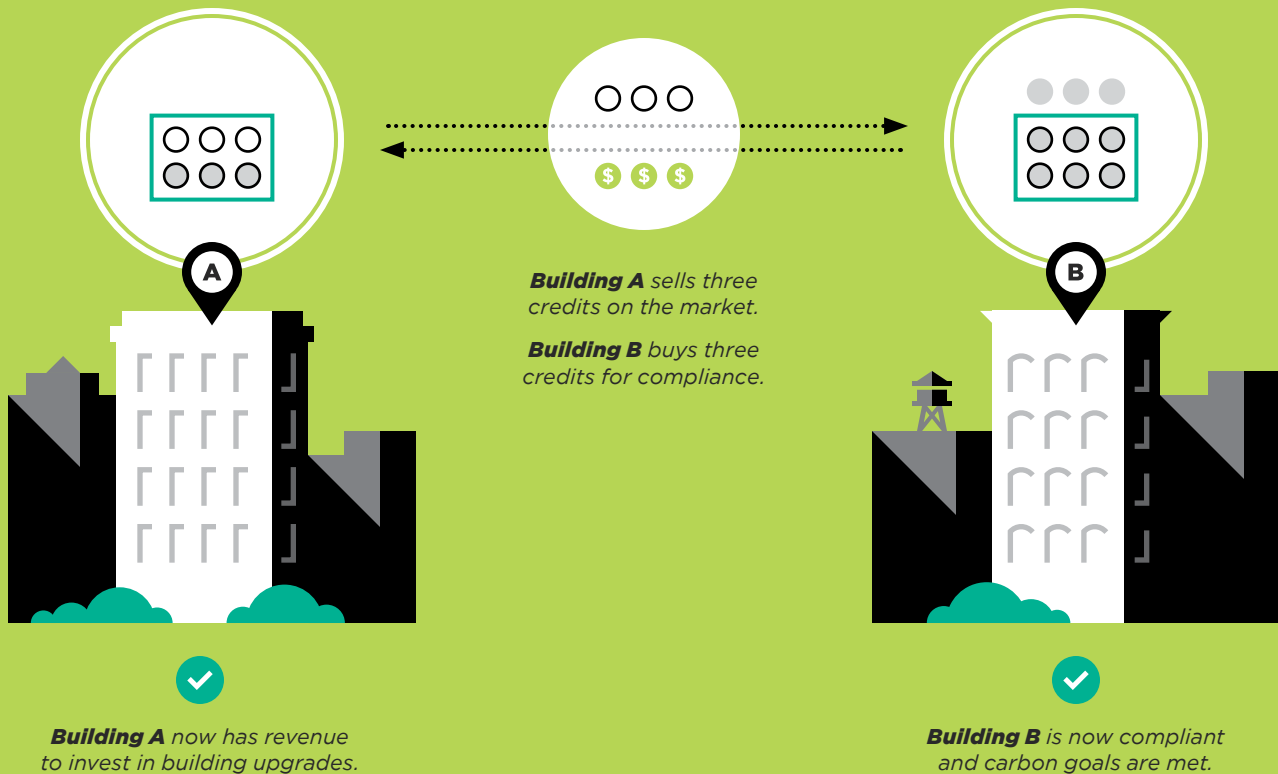 $ $ $
A
B
Building A sells three
credits on the market.
Building B buys three
credits for compliance.
Building A now has revenue
to invest in building upgrades.
Building B is now compliant
and carbon goals are met.